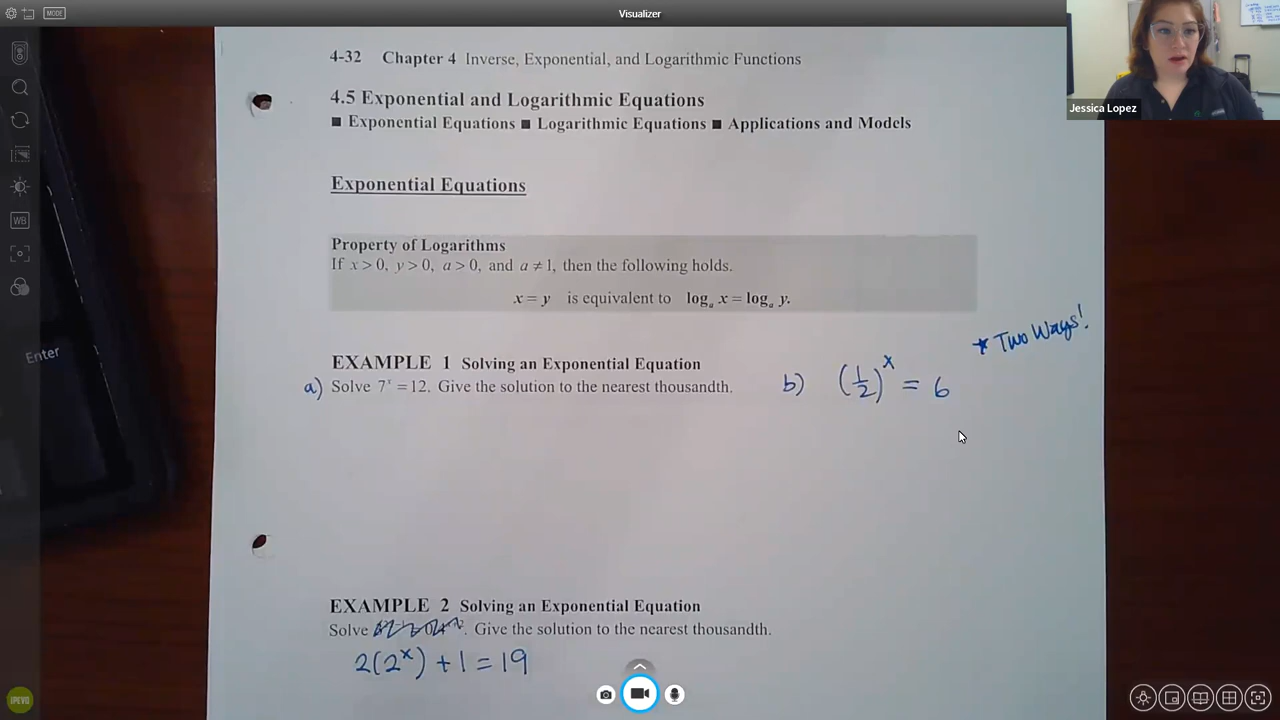 MODE
Visualizer
4-32 Chapter 4 Inverse, Exponential, and Logarithmic Functions
4.5 Exponential and Logarithmic Equations
■ Exponential Equations ■ Logarithmic Equations ■ Applications and Models
Jessica Lopez
WB
Exponential Equations
Property of Logarithms
If x > 0, y > 0, a > 0, and a ≠ 1, then the following holds.
x = y is equivalent to logₐ x = logₐ y.
Enter
★ Two Ways!
EXAMPLE 1 Solving an Exponential Equation
a) Solve 7ˣ = 12. Give the solution to the nearest thousandth.
b) (1/2)ˣ = 6
EXAMPLE 2 Solving an Exponential Equation
Solve . Give the solution to the nearest thousandth.
2(2ˣ) + 1 = 19
IPEVO